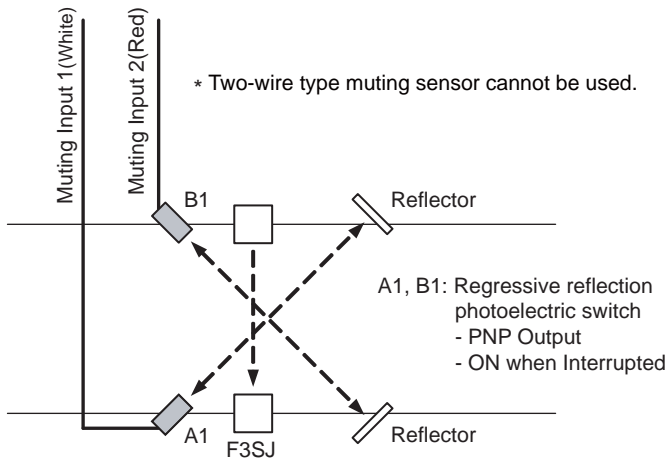 Muting Input 1(White)
Muting Input 2(Red)
* Two-wire type muting sensor cannot be used.
B1
Reflector
A1, B1: Regressive reflection
photoelectric switch
- PNP Output
- ON when Interrupted
A1
F3SJ
Reflector